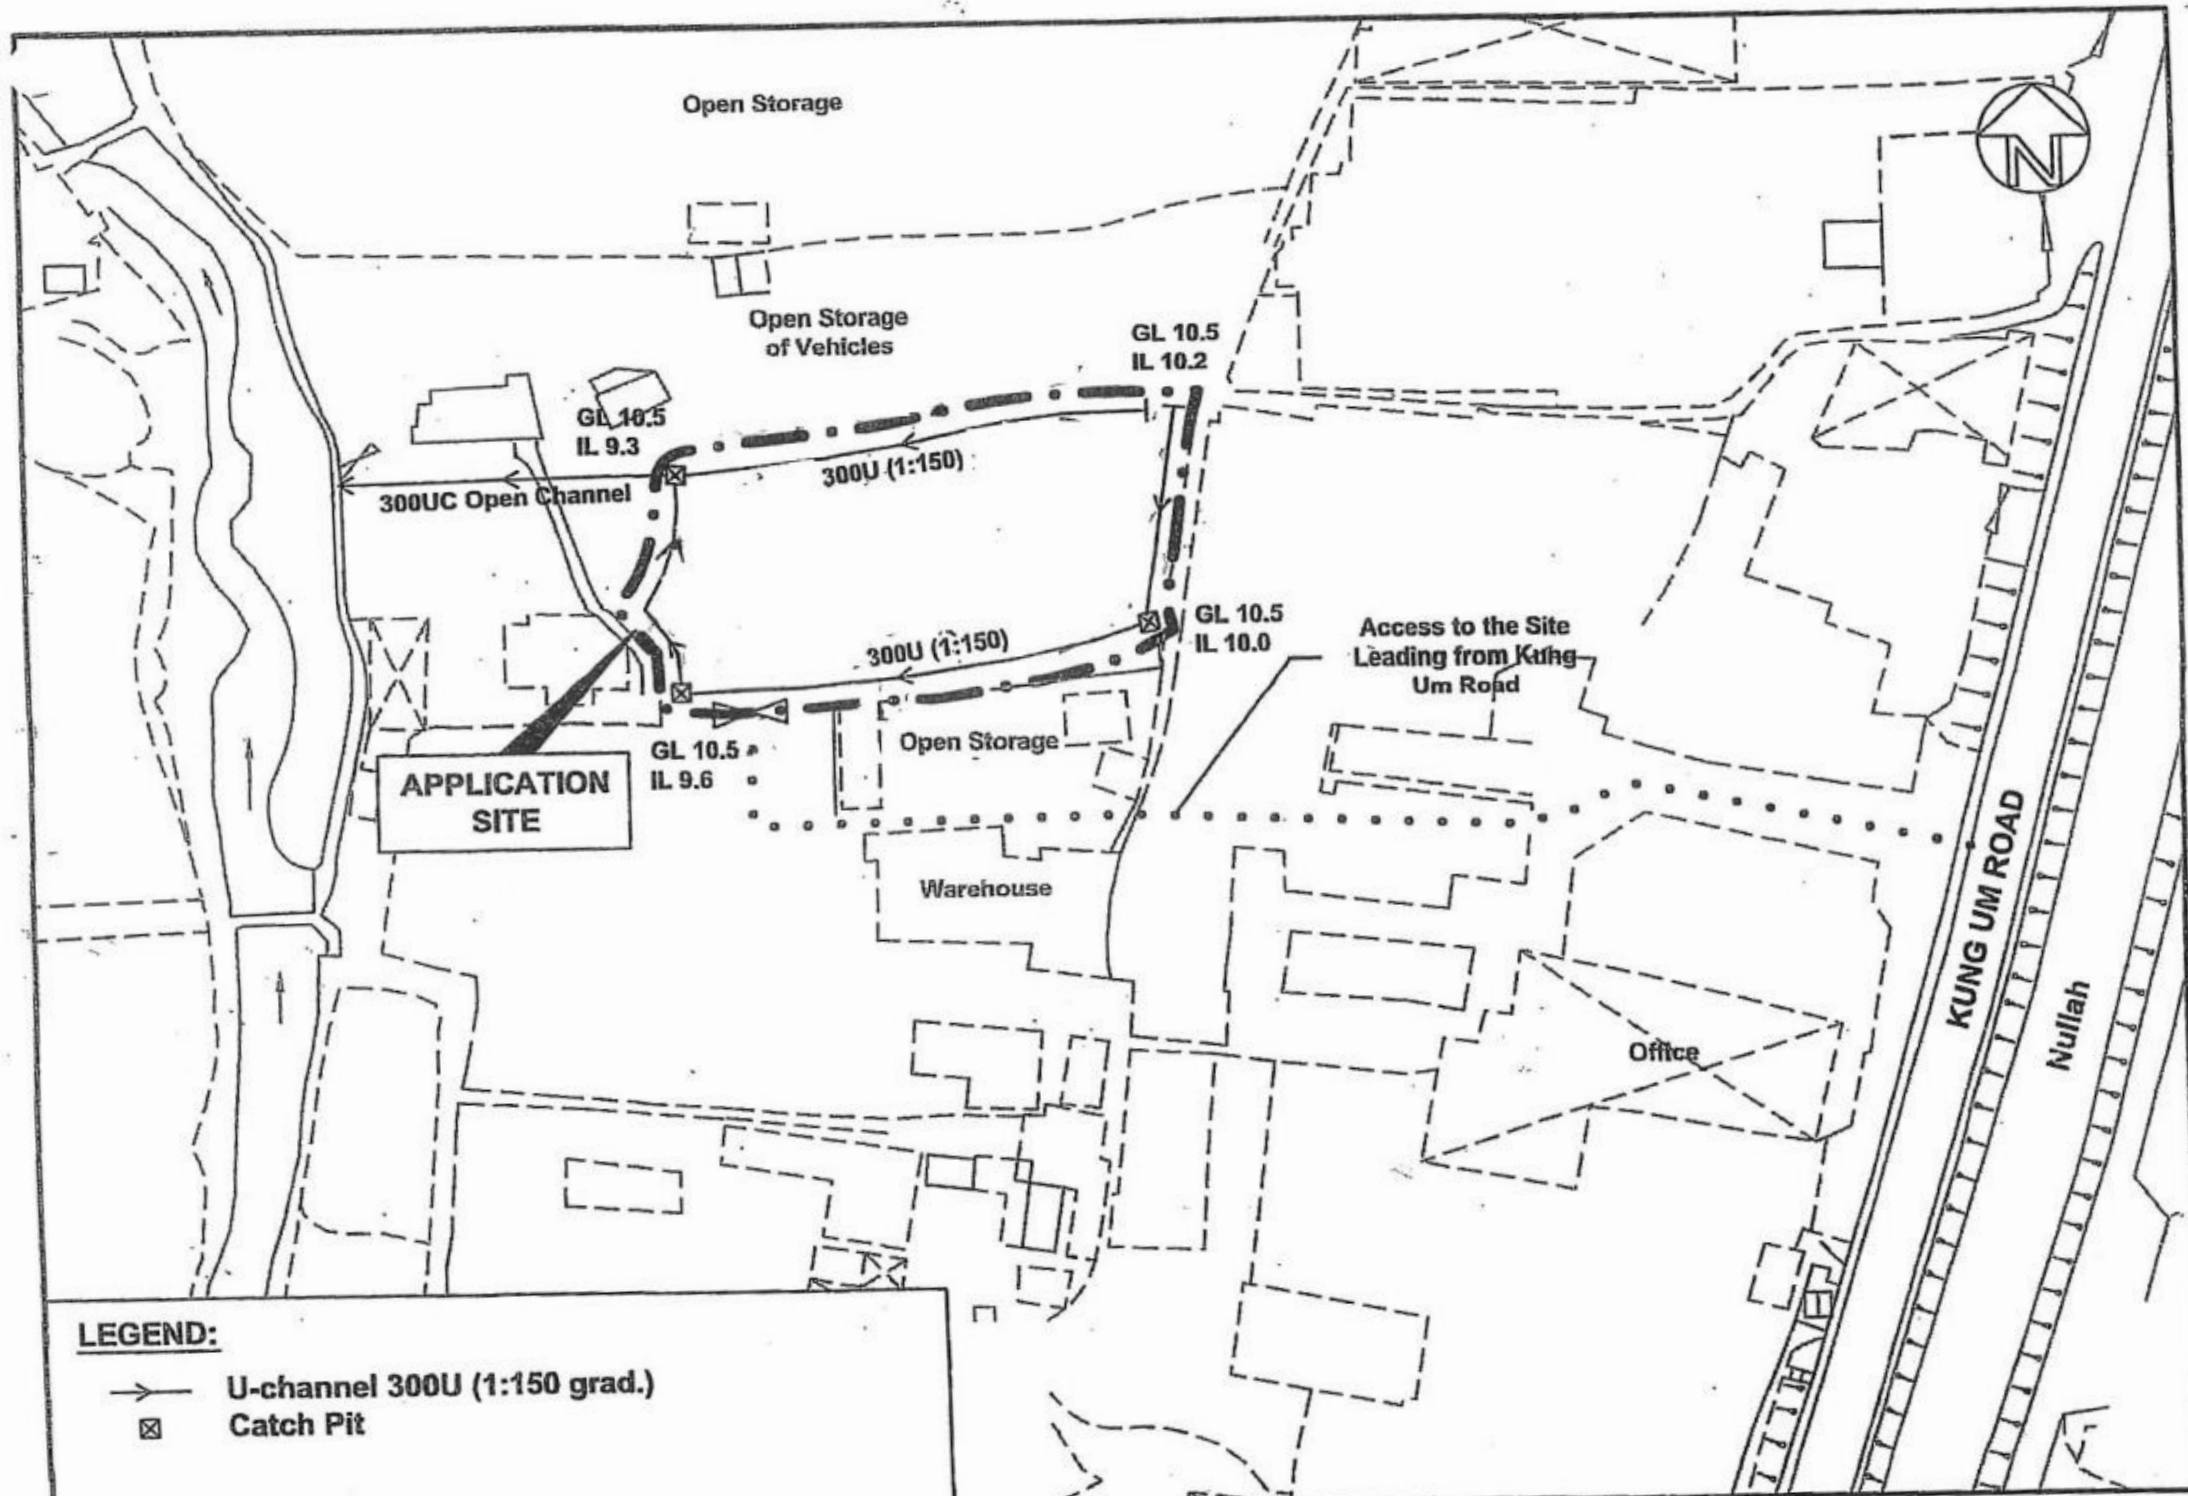 Open Storage
N
Open Storage
of Vehicles
GL 10.5
IL 10.2
GL 10.5
IL 9.3
300U (1:150)
300UC Open Channel
GL 10.5
IL 10.0
300U (1:150)
Access to the Site
Leading from Kung
Um Road
Open Storage
GL 10.5
IL 9.6
APPLICATION
SITE
Warehouse
KUNG UM ROAD
Nullah
Office
LEGEND:
U-channel 300U (1:150 grad.)
Catch Pit